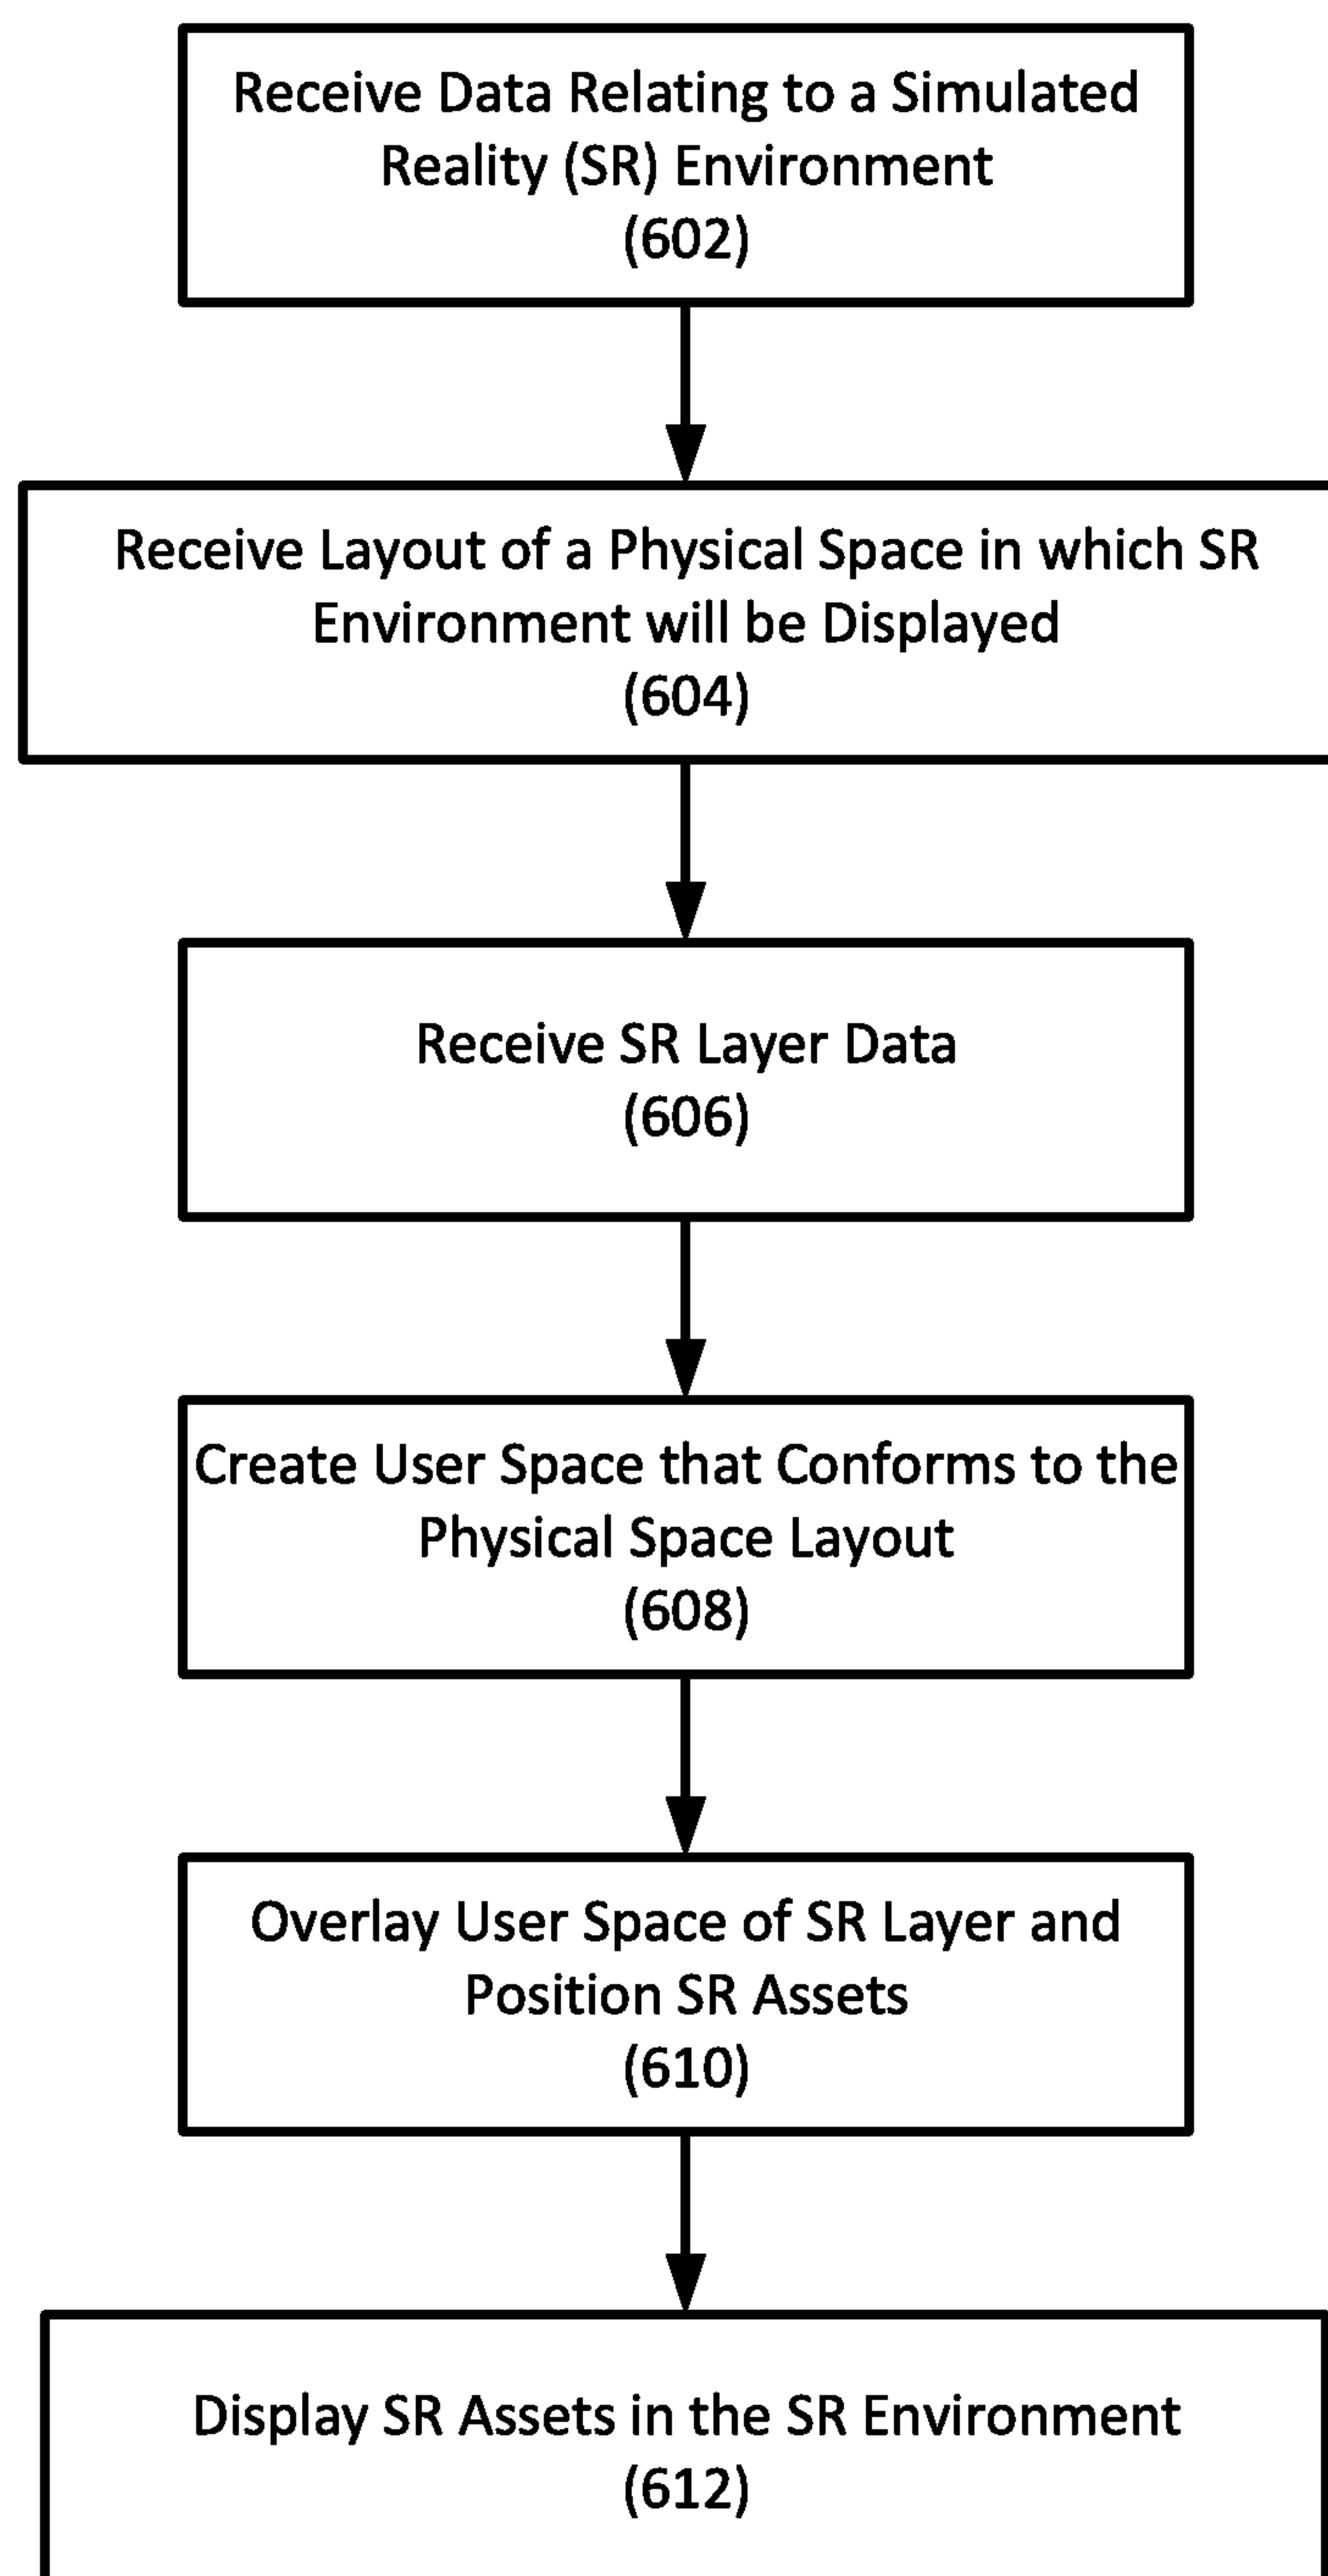 Receive Data Relating to a Simulated
Reality (SR) Environment
(602)
Receive Layout of a Physical Space in which SR
Environment will be Displayed
(604)
Receive SR Layer Data
(606)
Create User Space that Conforms to the
Physical Space Layout
(608)
Overlay User Space of SR Layer and
Position SR Assets
(610)
Display SR Assets in the SR Environment
(612)